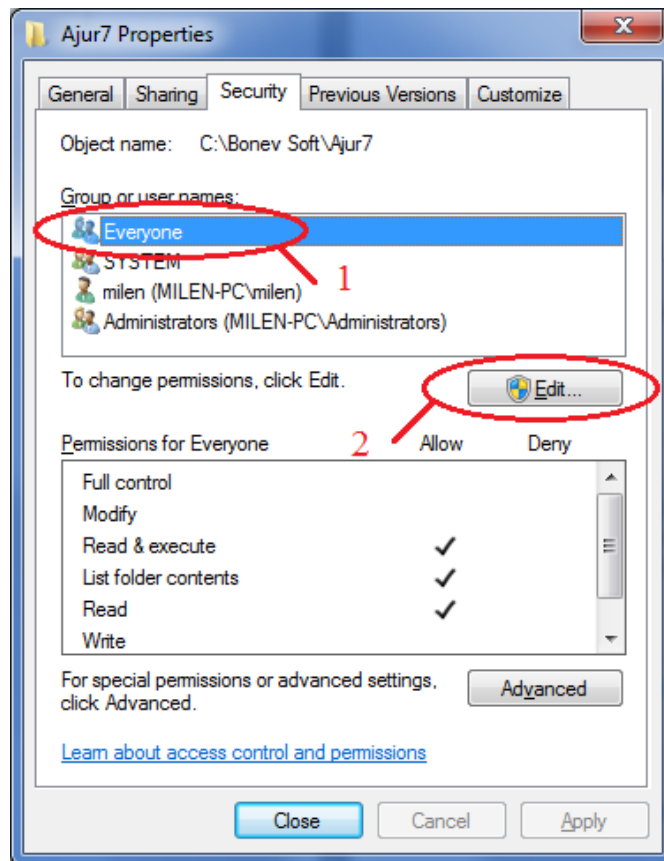 Ajur7 Properties
General Sharing Security Previous Versions Customize
Object name: C:\Bonev Soft\Ajur7
Group or user names:
Everyone
SYSTEM
1
milen (MILEN-PC\milen)
Administrators (MILEN-PC\Administrators)
To change permissions, click Edit.
Edit...
2
Permissions for Everyone Allow Deny
Full control
Modify
Read & execute
List folder contents
Read
Write
For special permissions or advanced settings,
click Advanced.
Advanced
Learn about access control and permissions
Close Cancel Apply